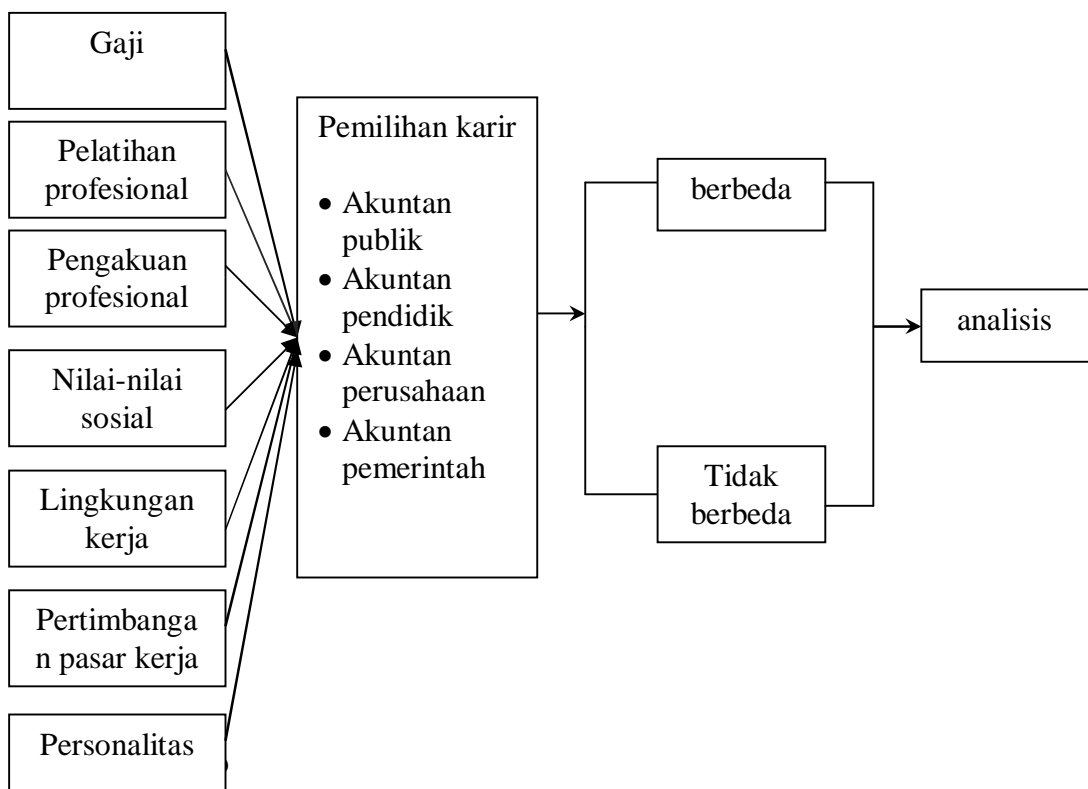 Gaji
Pelatihan
profesional
Pengakuan
profesional
Nilai-nilai
sosial
Lingkungan
kerja
Pertimbanga
n pasar kerja
Personalitas
Pemilihan karir
• Akuntan
publik
• Akuntan
pendidik
• Akuntan
perusahaan
• Akuntan
pemerintah
berbeda
Tidak
berbeda
analisis